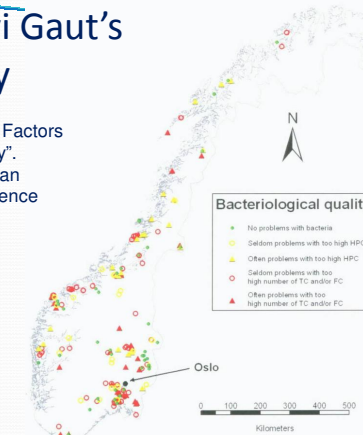 i Gaut's
y
Factors
y".
an
ence
N
Bacteriological qualit
No problems with bacteria
Seldom problems with too high HPC
Often problems with too high HPC
Seldom problems with too
high number of TC and/or FC
Often problems with too
high number of TC and/or FC
Oslo
0 100 200 300 400 500
Kilometers